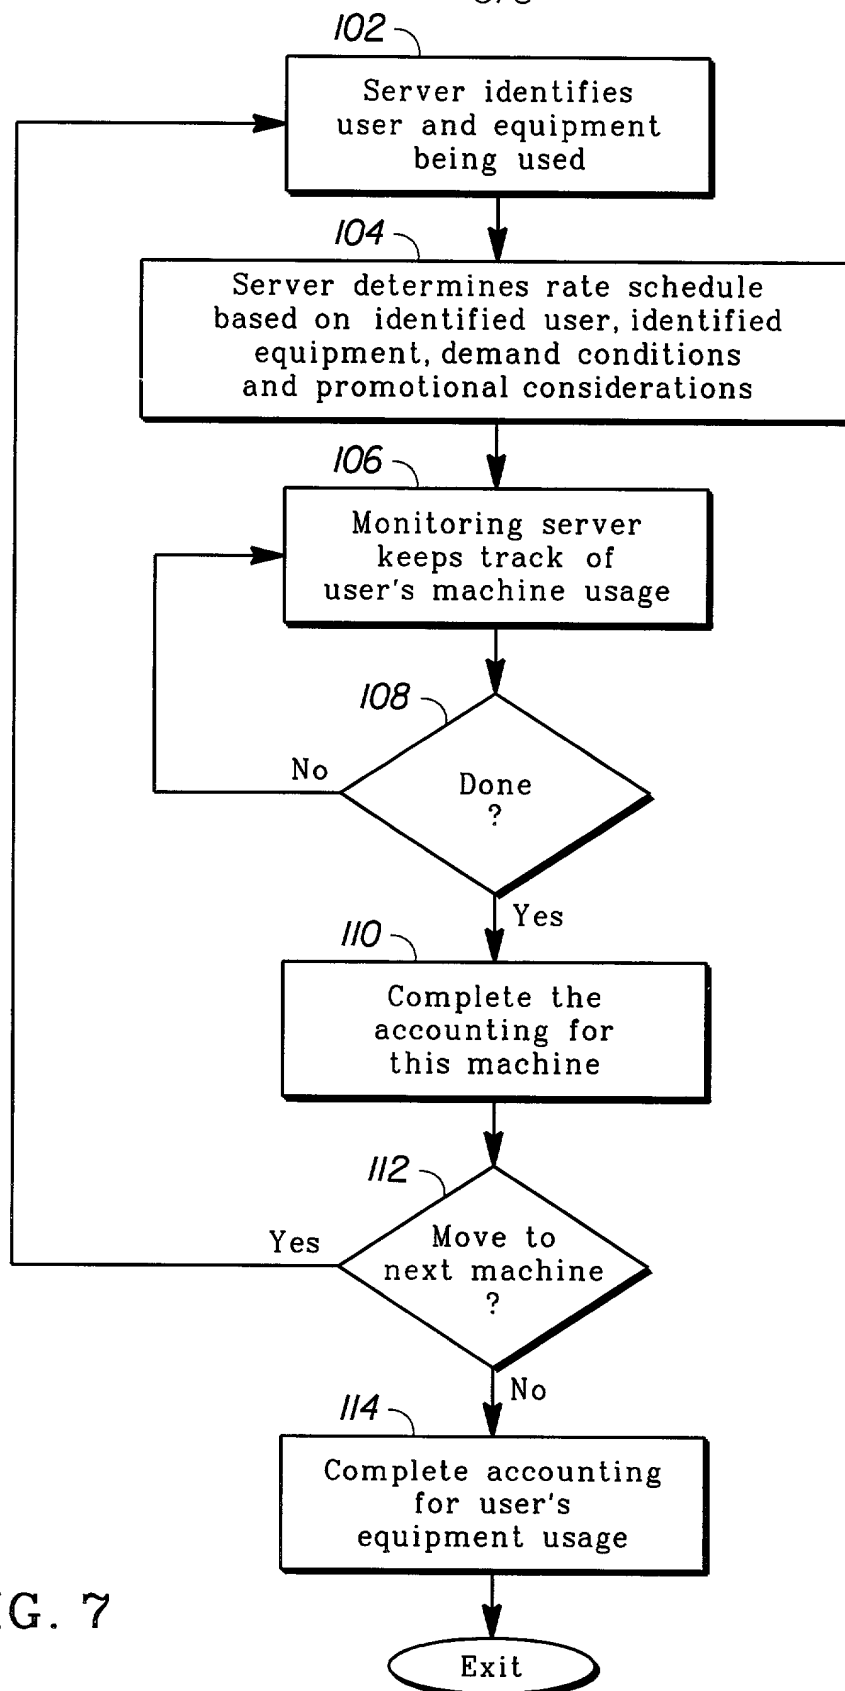 102
Server identifies
user and equipment
being used
104
Server determines rate schedule
based on identified user, identified
equipment, demand conditions
and promotional considerations
106
Monitoring server
keeps track of
user's machine usage
108
No
Done
?
Yes
110
Complete the
accounting for
this machine
112
Yes
Move to
next machine
?
No
114
Complete accounting
for user's
equipment usage
G. 7
Exit